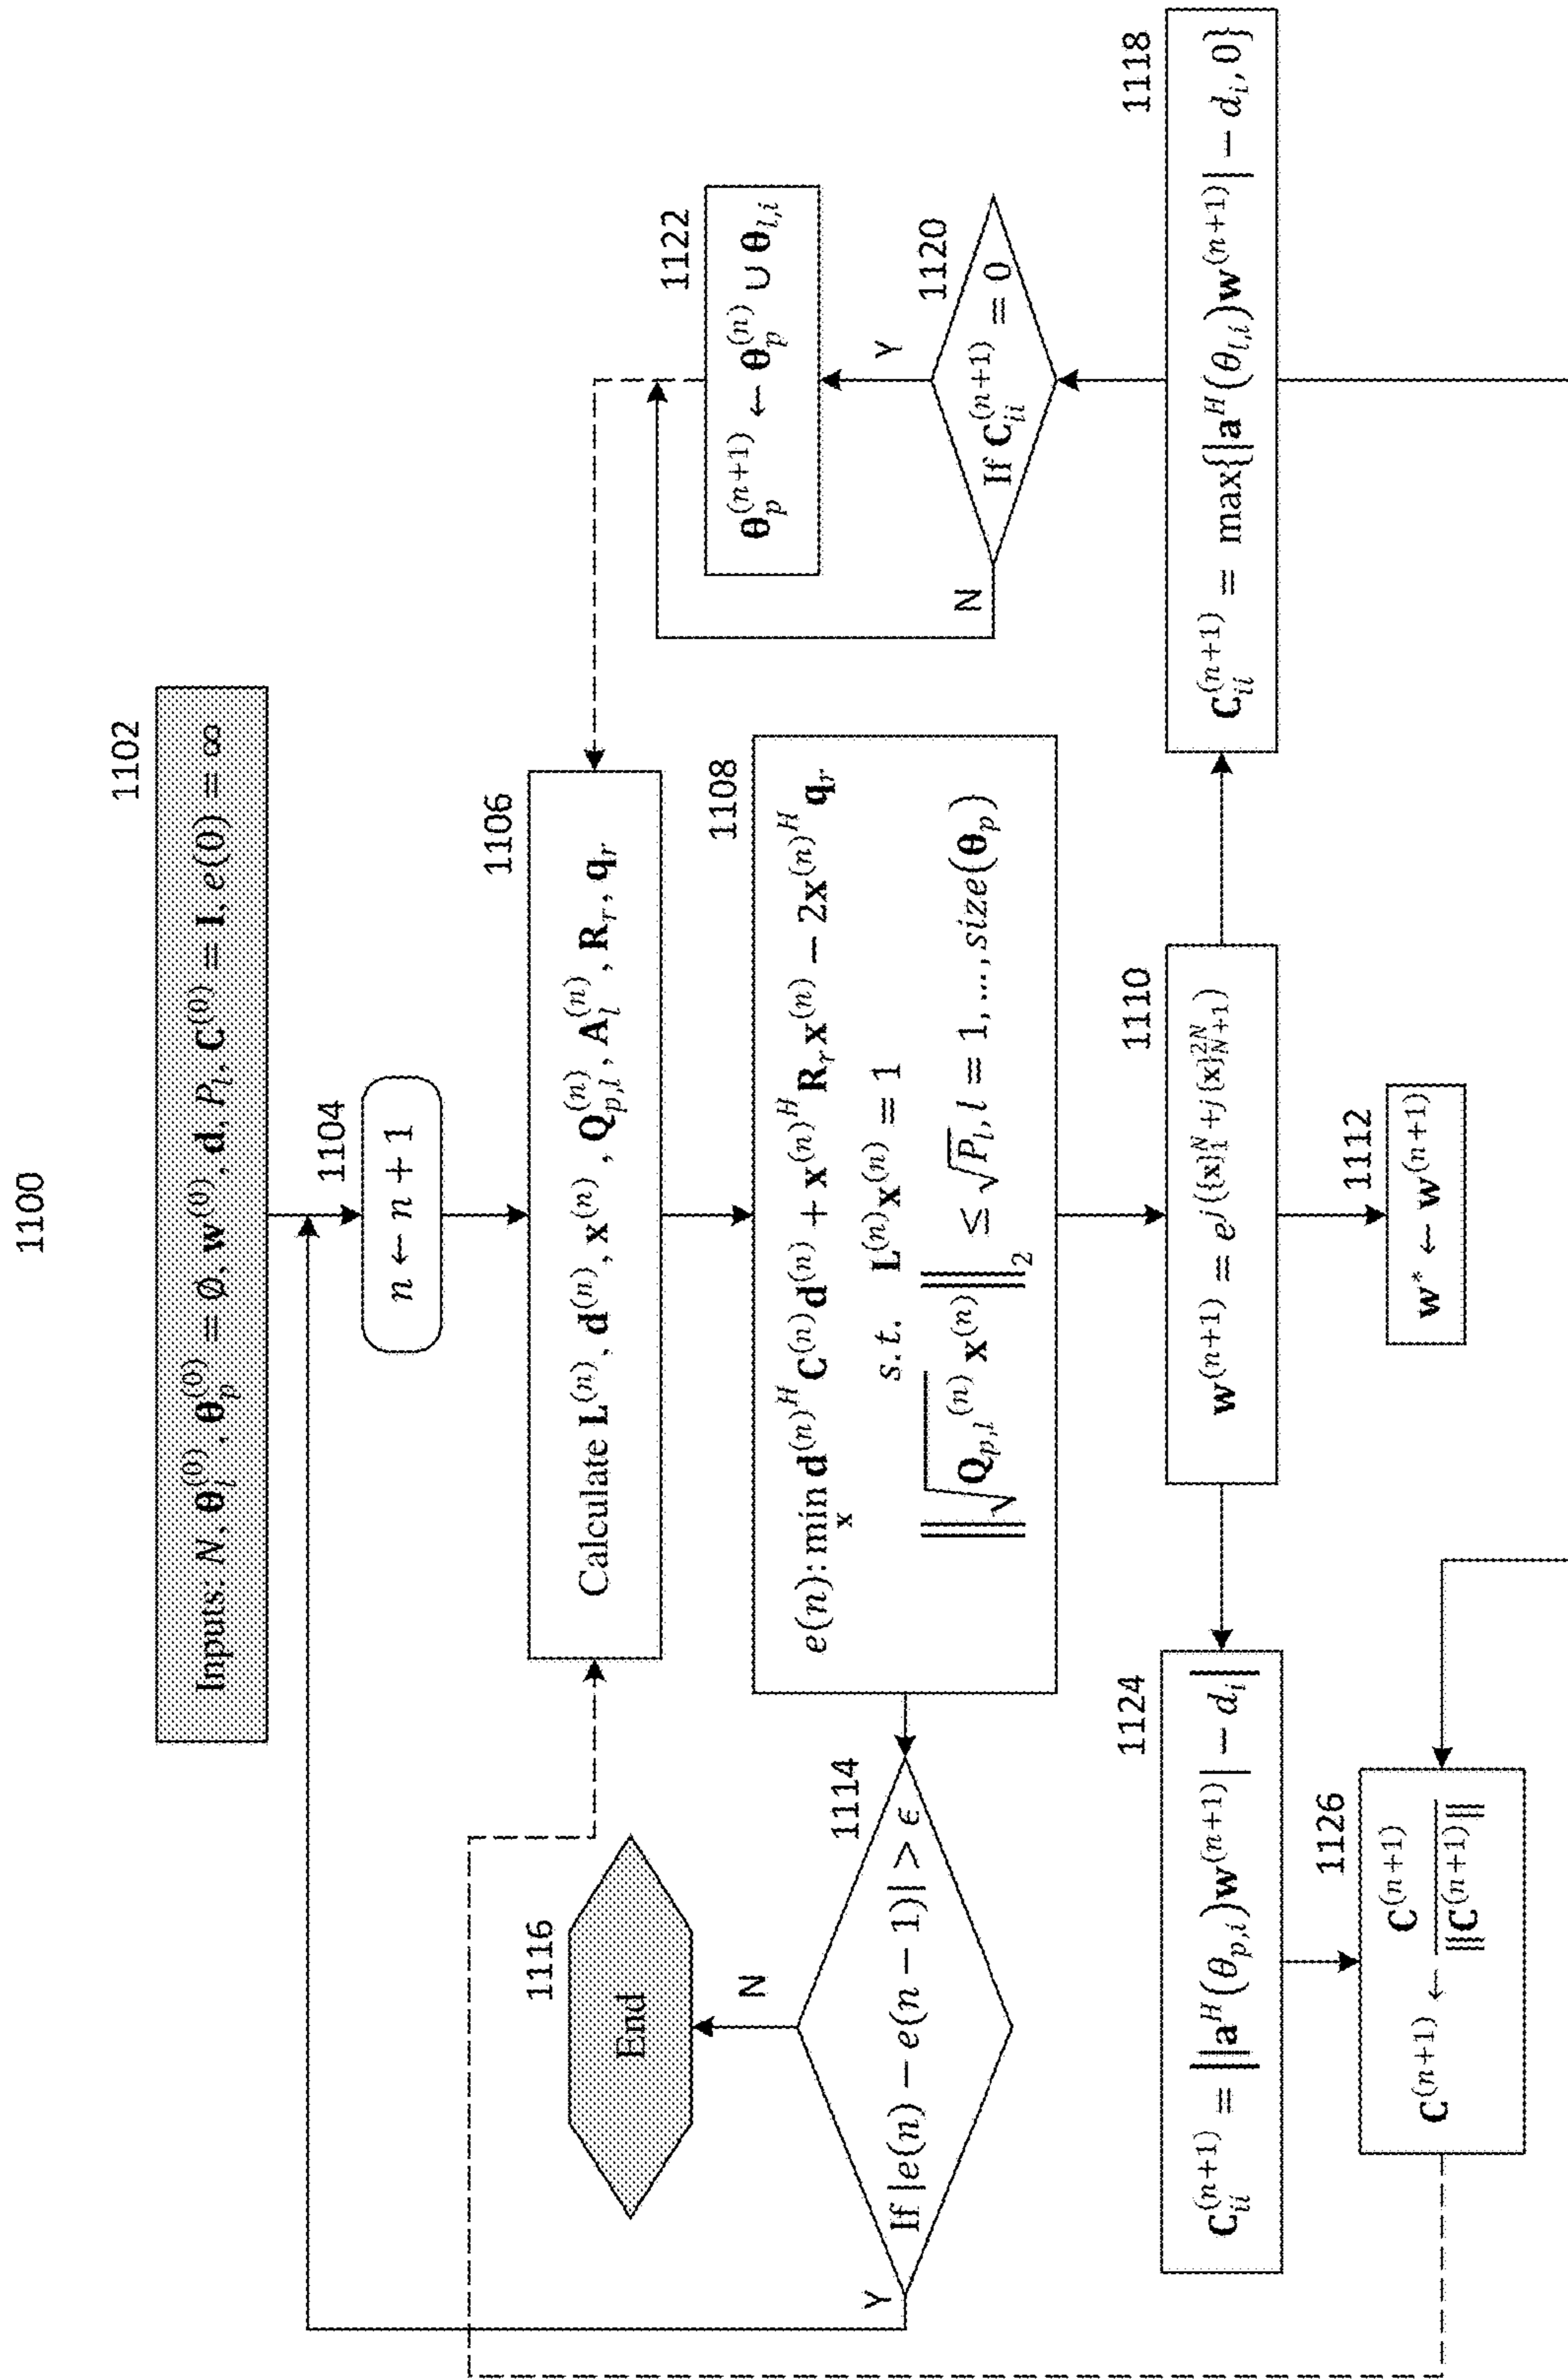 1100
1102
Inputs: N, θ_l^(0), θ_p^(0) = ∅, w^(0), d, P_l, C^(0) = I, e(0) = ∞
1104
n ← n + 1
1106
Calculate L^(n), d^(n), x^(n), Q_{p,l}^(n), A_l^(n), R_r, q_r
1108
e(n): min_x d^(n)^H C^(n) d^(n) + x^(n)^H R_r x^(n) − 2x^(n)^H q_r
s.t. L^(n) x^(n) = 1
‖√Q_{p,l}^(n) x^(n)‖_2 ≤ √P_l, l = 1, …, size{θ_p}
1110
w^(n+1) = e^{j({x}_1^N + j{x}_{N+1}^{2N})}
1112
w* ← w^(n+1)
1114
If |e(n) − e(n − 1)| > ϵ
Y
N
1116
End
1118
C_ii^(n+1) = max{|a^H(θ_{l,i})w^(n+1)| − d_i, 0}
1120
If C_ii^(n+1) = 0
Y
N
1122
θ_p^(n+1) ← θ_p^(n) ∪ θ_{l,i}
1124
C_ii^(n+1) = ||a^H(θ_{p,i})w^(n+1)| − d_i|
1126
C^(n+1) ← C^(n+1) / ‖C^(n+1)‖